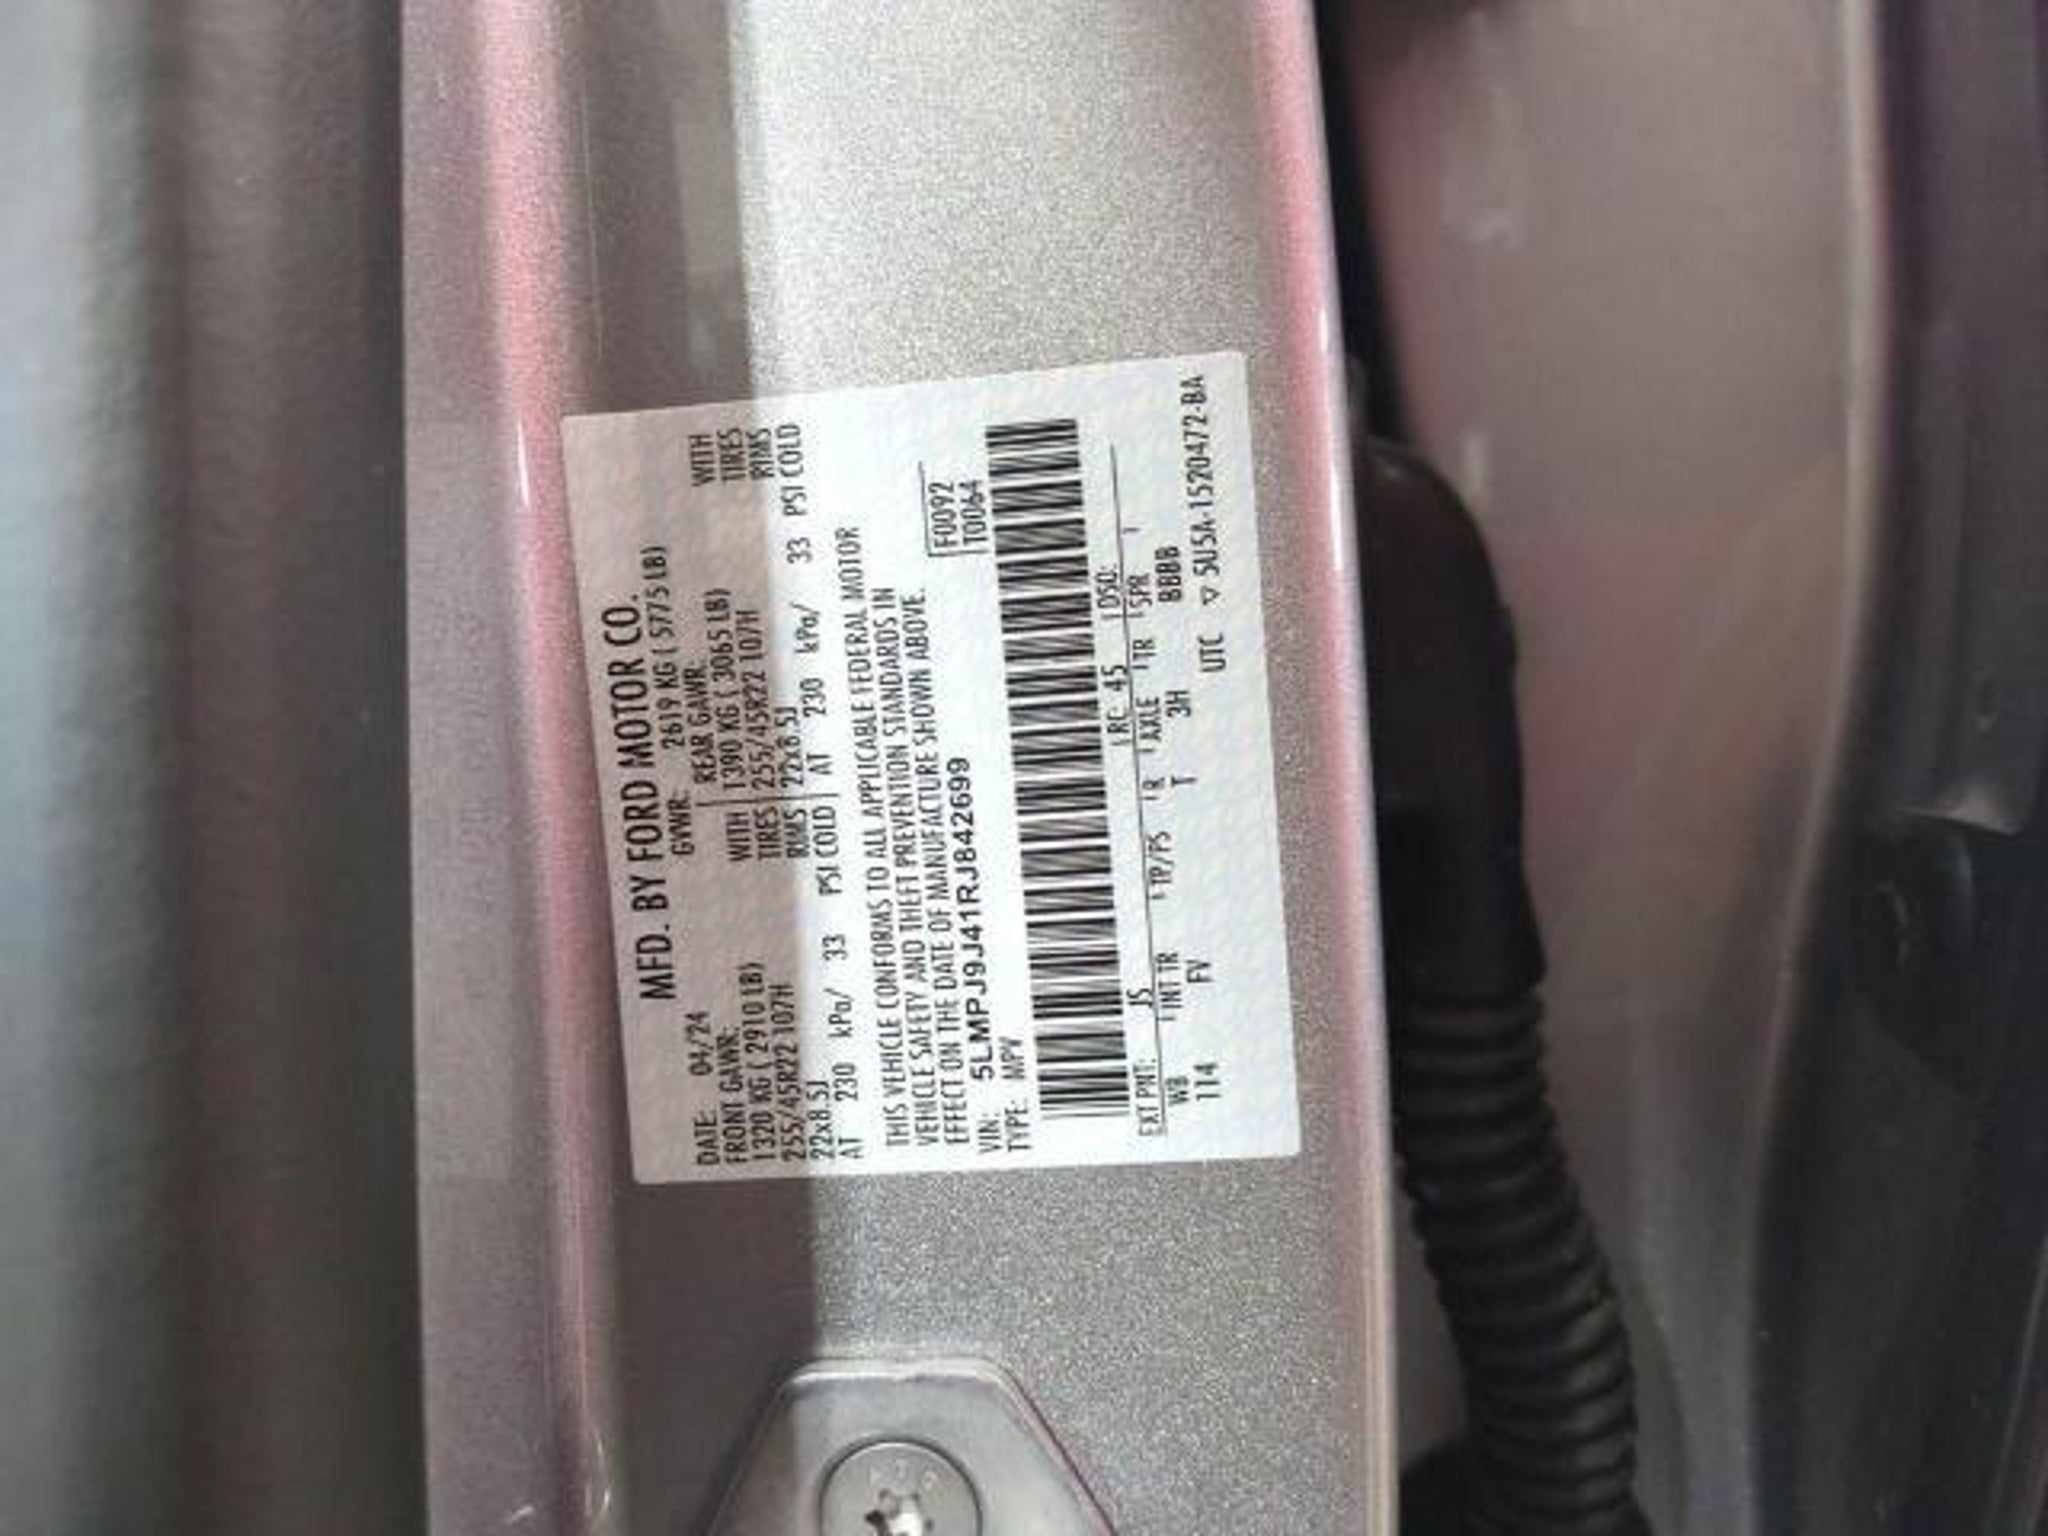 MFD. BY FORD MOTOR CO.
DATE: 04/24 GVWR: 2619 KG ( 5775 LB)
FRONT GAWR: REAR GAWR:
1320 KG ( 2910 LB) WITH 1390 KG ( 3065 LB) WITH
255/45R22 107H TIRES 255/45R22 107H TIRES
22x8.5J RIMS 22x8.5J RIMS
AT 230 kPa/ 33 PSI COLD AT 230 kPa/ 33 PSI COLD
THIS VEHICLE CONFORMS TO ALL APPLICABLE FEDERAL MOTOR
VEHICLE SAFETY AND THEFT PREVENTION STANDARDS IN
EFFECT ON THE DATE OF MANUFACTURE SHOWN ABOVE.
VIN: 5LMPJ9J41RJ842699 F0092
TYPE: MPV T0064
EXT PNT: JS RC: 45 DSO:
WB INT TR TP/PS R AXLE TR SPR
114 FV T 3H BBBB
UTC ▽ 5U5A-1520472-BA